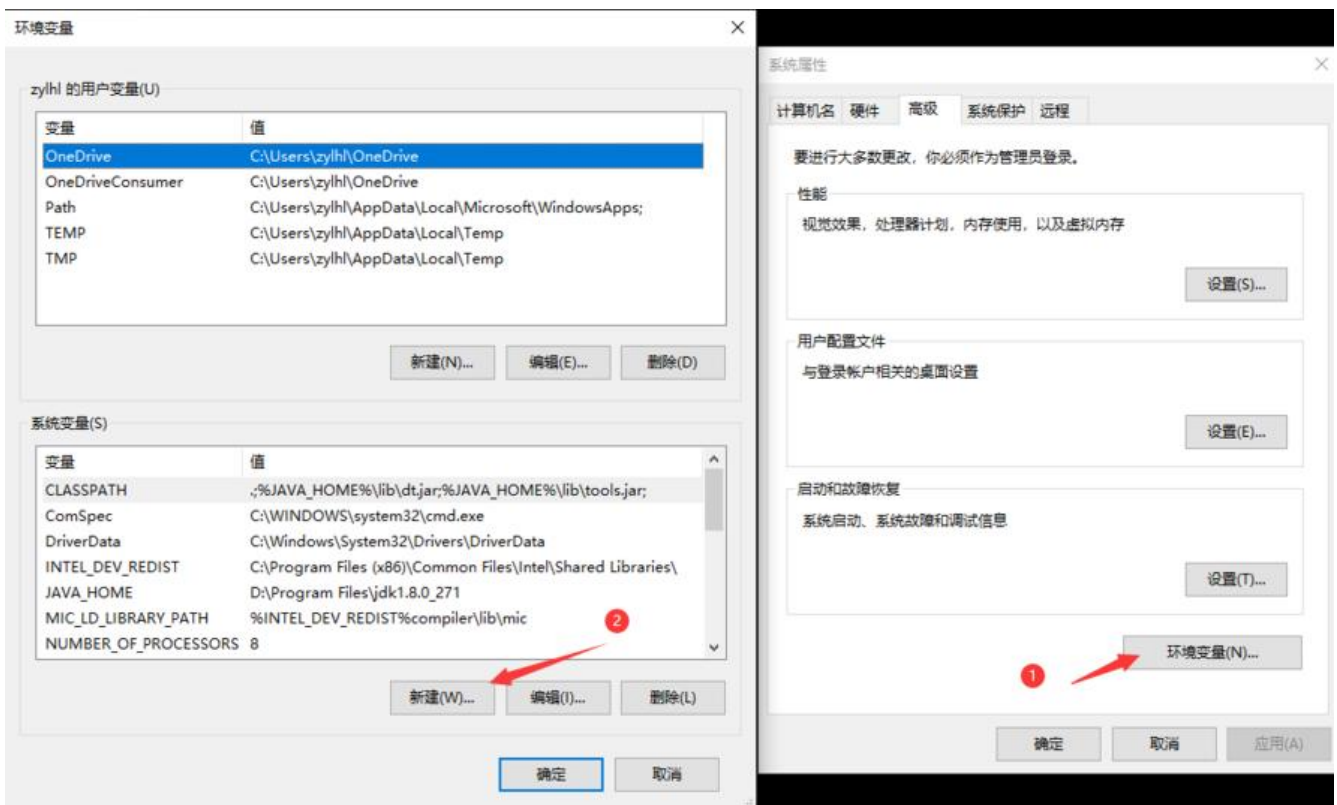 环境变量
zylhl 的用户变量(U)
变量 值
OneDrive C:\Users\zylhl\OneDrive
OneDriveConsumer C:\Users\zylhl\OneDrive
Path C:\Users\zylhl\AppData\Local\Microsoft\WindowsApps;
TEMP C:\Users\zylhl\AppData\Local\Temp
TMP C:\Users\zylhl\AppData\Local\Temp
新建(N)... 编辑(E)... 删除(D)
系统变量(S)
变量 值
CLASSPATH .;%JAVA_HOME%\lib\dt.jar;%JAVA_HOME%\lib\tools.jar;
ComSpec C:\WINDOWS\system32\cmd.exe
DriverData C:\Windows\System32\Drivers\DriverData
INTEL_DEV_REDIST C:\Program Files (x86)\Common Files\Intel\Shared Libraries\
JAVA_HOME D:\Program Files\jdk1.8.0_271
MIC_LD_LIBRARY_PATH %INTEL_DEV_REDIST%compiler\lib\mic
NUMBER_OF_PROCESSORS 8
2
新建(W)... 编辑(I)... 删除(L)
确定 取消
系统属性
计算机名 硬件 高级 系统保护 远程
要进行大多数更改，你必须作为管理员登录。
性能
视觉效果，处理器计划，内存使用，以及虚拟内存
设置(S)...
用户配置文件
与登录帐户相关的桌面设置
设置(E)...
启动和故障恢复
系统启动、系统故障和调试信息
设置(T)...
环境变量(N)...
1
确定 取消 应用(A)